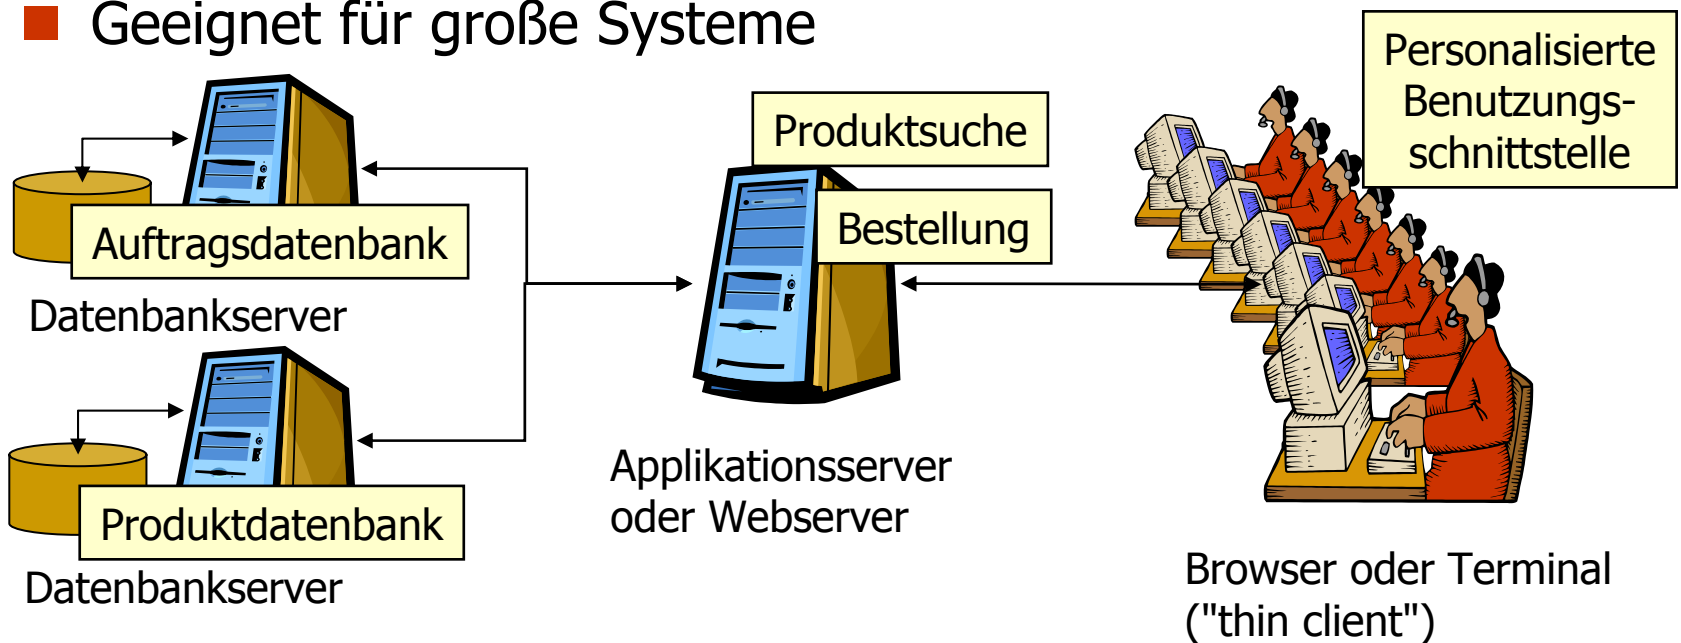 Geeignet für große Systeme
Personalisierte
Benutzungs-
schnittstelle
Produktsuche
Bestellung
Auftragsdatenbank
Datenbankserver
Applikationsserver
oder Webserver
Produktdatenbank
Datenbankserver
Browser oder Terminal
("thin client")